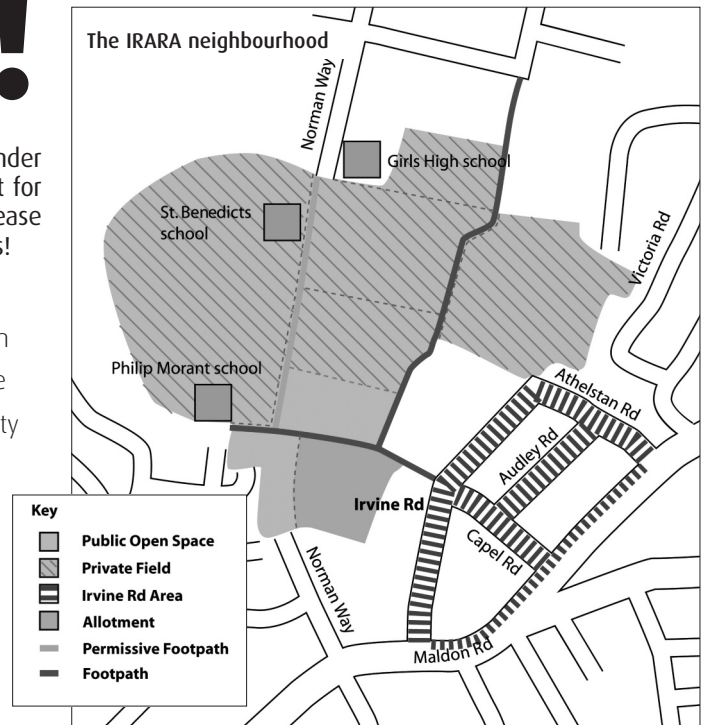 !
nder
t for
ease
s!
n
e
ty
The IRARA neighbourhood
Norman Way
Girls High school
St. Benedicts
school
Victoria Rd
Philip Morant school
Athelstan Rd
Audley Rd
Irvine Rd
Capel Rd
Norman Way
Maldon Rd
Key
Public Open Space
Private Field
Irvine Rd Area
Allotment
Permissive Footpath
Footpath